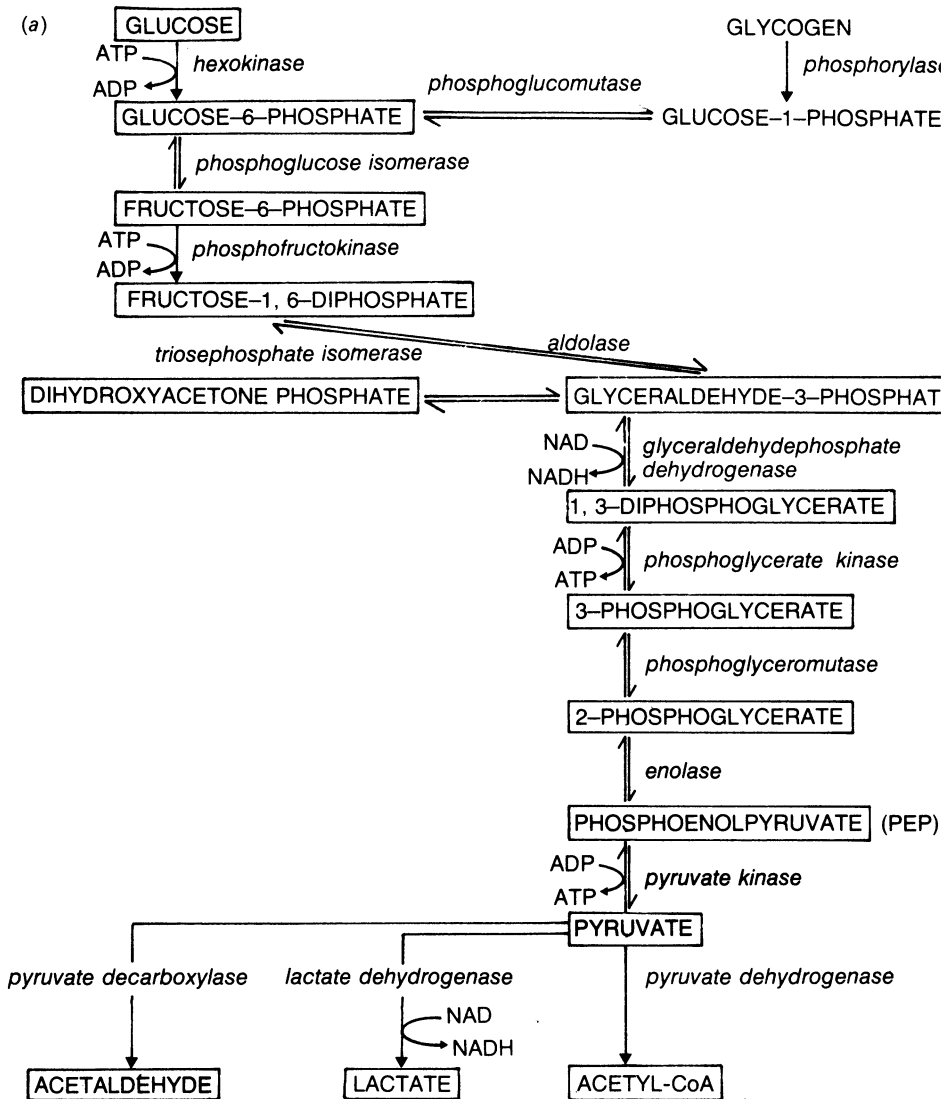 (a)
GLUCOSE
GLYCOGEN
ATP
ADP
hexokinase
phosphorylase
phosphoglucomutase
GLUCOSE–6–PHOSPHATE
GLUCOSE–1–PHOSPHATE
phosphoglucose isomerase
FRUCTOSE–6–PHOSPHATE
ATP
ADP
phosphofructokinase
FRUCTOSE–1, 6–DIPHOSPHATE
triosephosphate isomerase
aldolase
DIHYDROXYACETONE PHOSPHATE
GLYCERALDEHYDE–3–PHOSPHAT
NAD
NADH
glyceraldehydephosphate
dehydrogenase
1, 3–DIPHOSPHOGLYCERATE
ADP
ATP
phosphoglycerate kinase
3–PHOSPHOGLYCERATE
phosphoglyceromutase
2–PHOSPHOGLYCERATE
enolase
PHOSPHOENOLPYRUVATE (PEP)
ADP
ATP
pyruvate kinase
PYRUVATE
pyruvate decarboxylase
lactate dehydrogenase
pyruvate dehydrogenase
NAD
NADH
ACETALDEHYDE
LACTATE
ACETYL-CoA